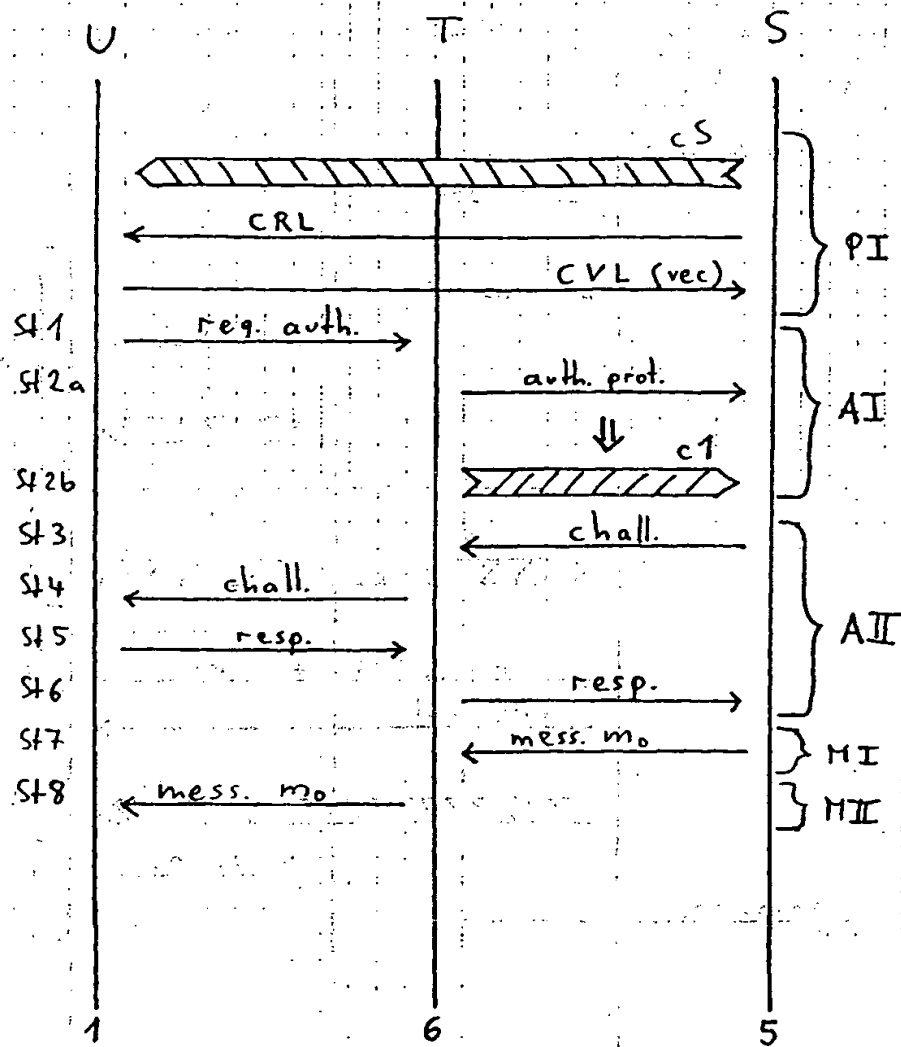 U T S
cS
CRL
PI
CVL (vec)
St1 req. auth.
St2a auth. prot.
AI
⇓
c1
St2b
St3 chall.
St4 chall.
St5 resp. AII
St6 resp.
St7 mess. m₀ MI
St8 mess. m₀ MII
1 6 5